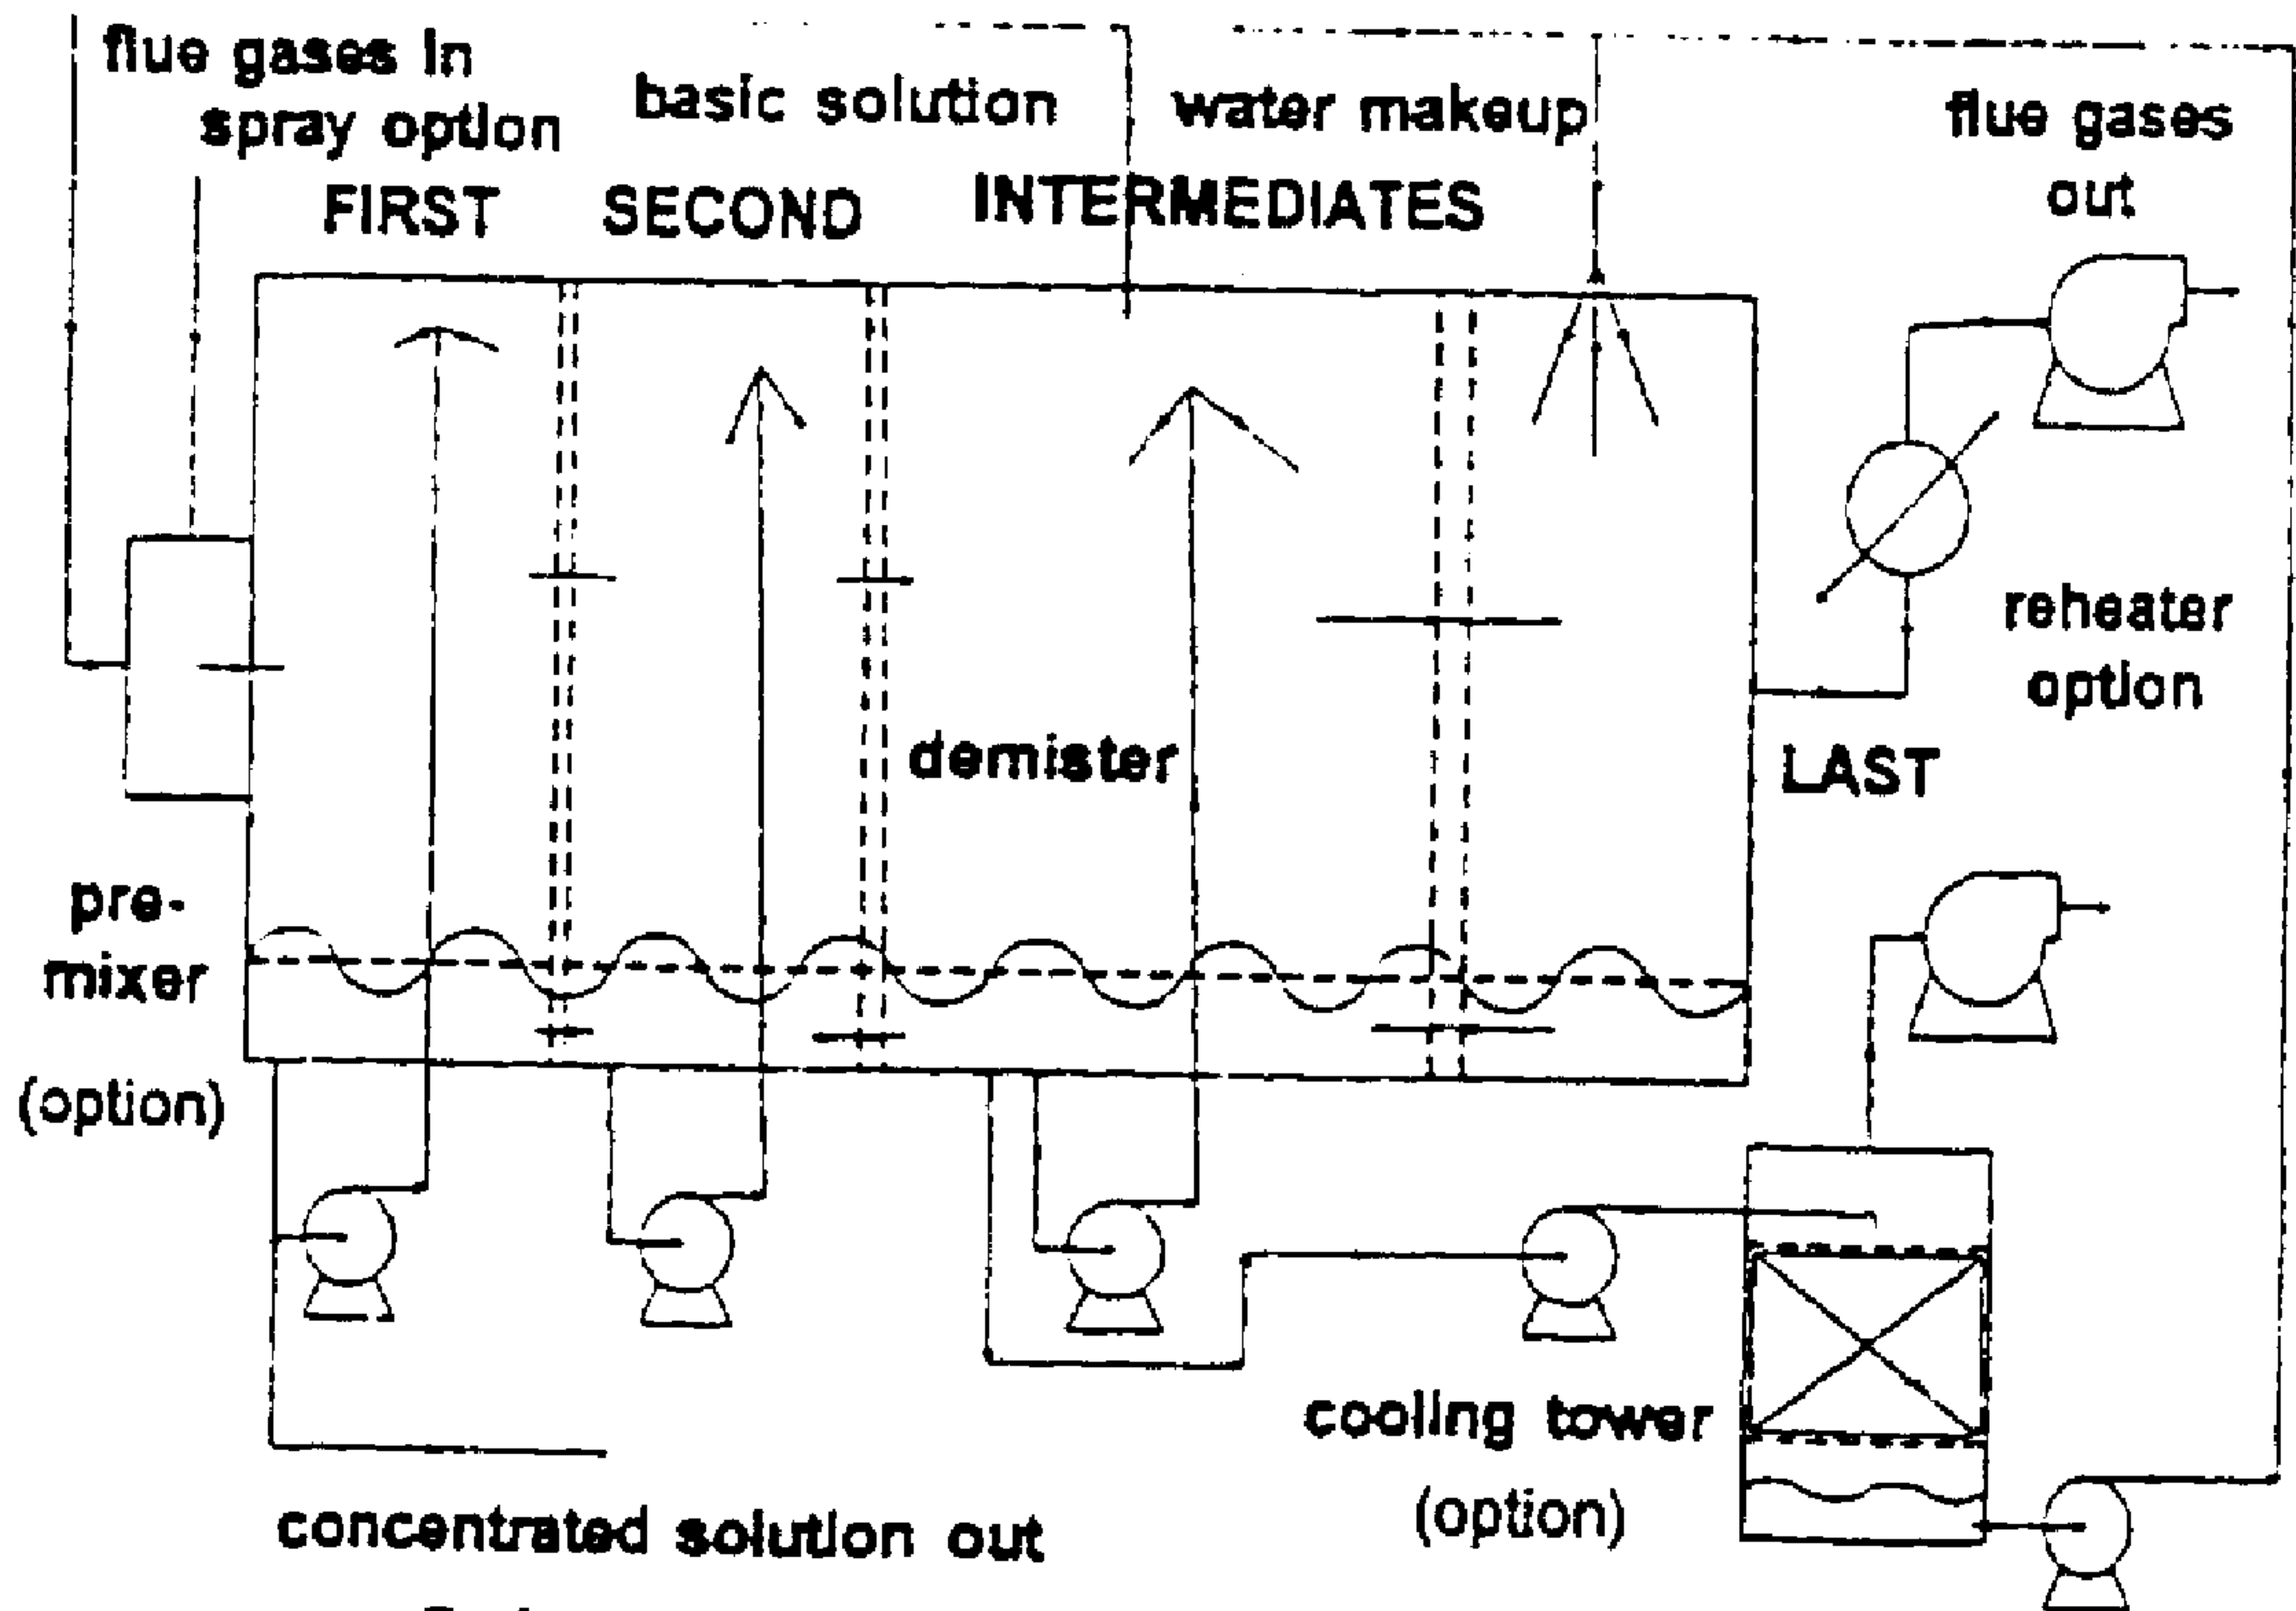 flue gases in
spray option
basic solution
water makeup
flue gases
out
FIRST
SECOND
INTERMEDIATES
reheater
option
demister
LAST
pre-
mixer
(option)
cooling tower
(option)
concentrated solution out